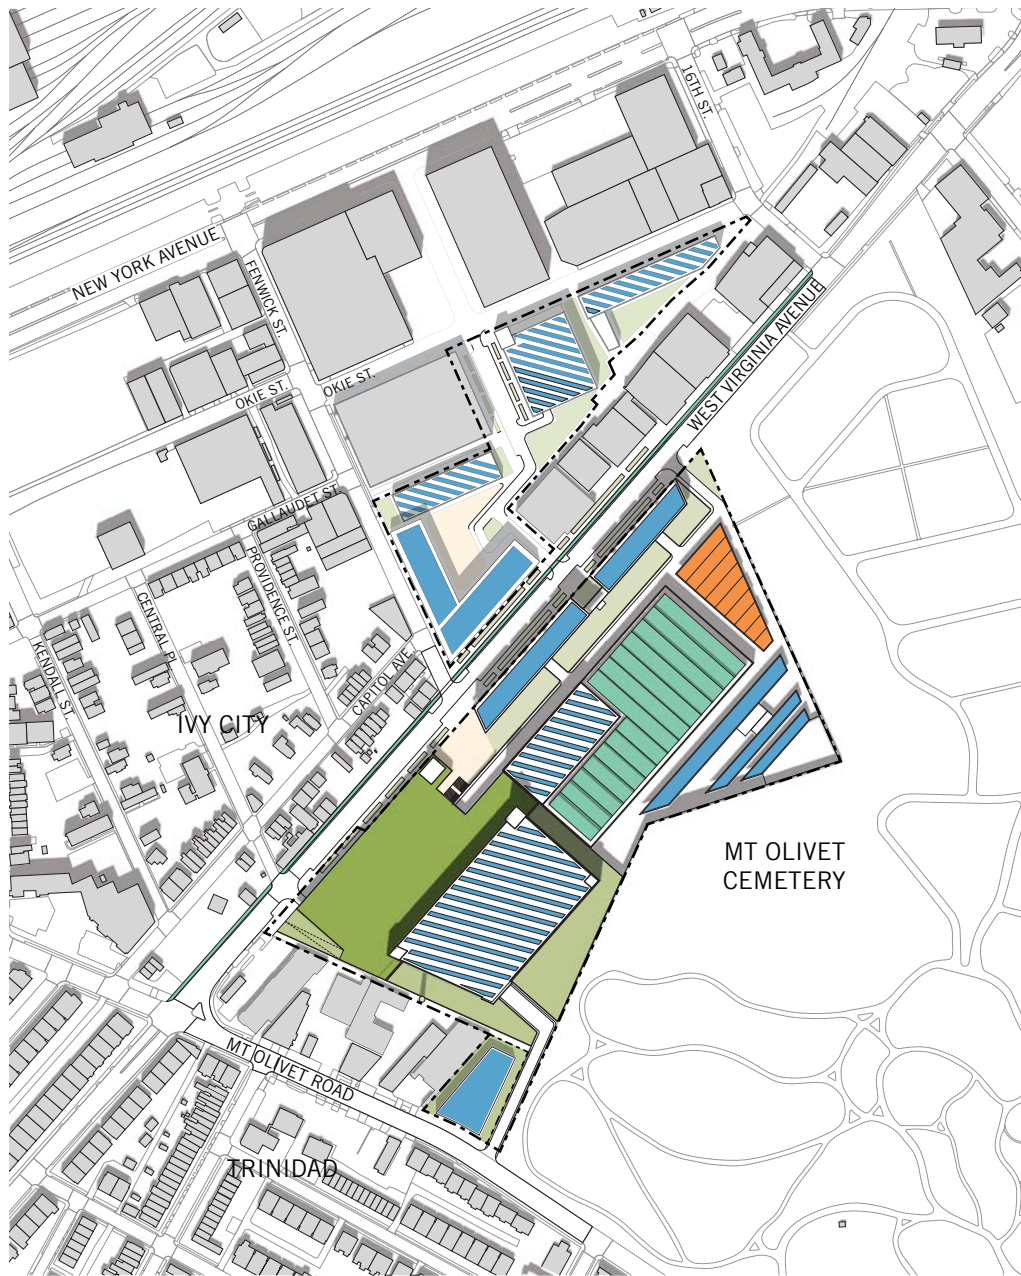 16TH ST.
NEW YORK AVENUE
FENWICK ST.
WEST VIRGINIA AVENUE
OKIE ST.
OKIE ST.
GALLAUDET ST.
PROVIDENCE ST.
CENTRAL PL.
KENDALL ST.
CAPITOL AVE.
IVY CITY
MT OLIVET
CEMETERY
MT OLIVET ROAD
TRINIDAD